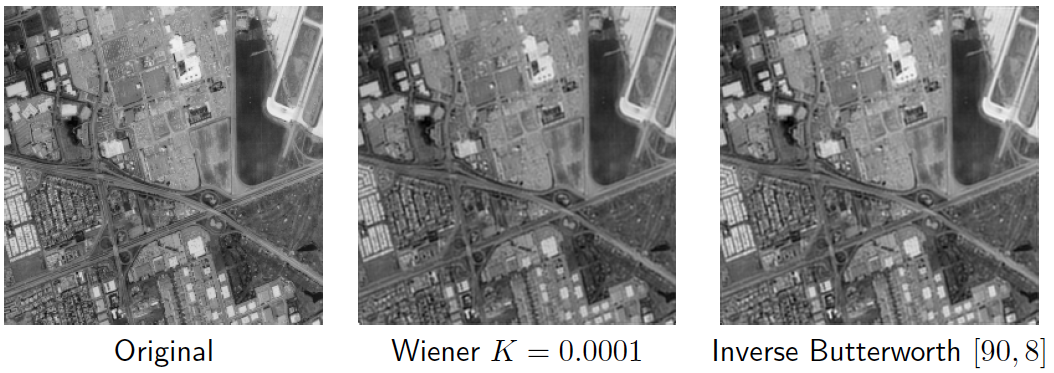 Original
Wiener K = 0.0001
Inverse Butterworth [90, 8]